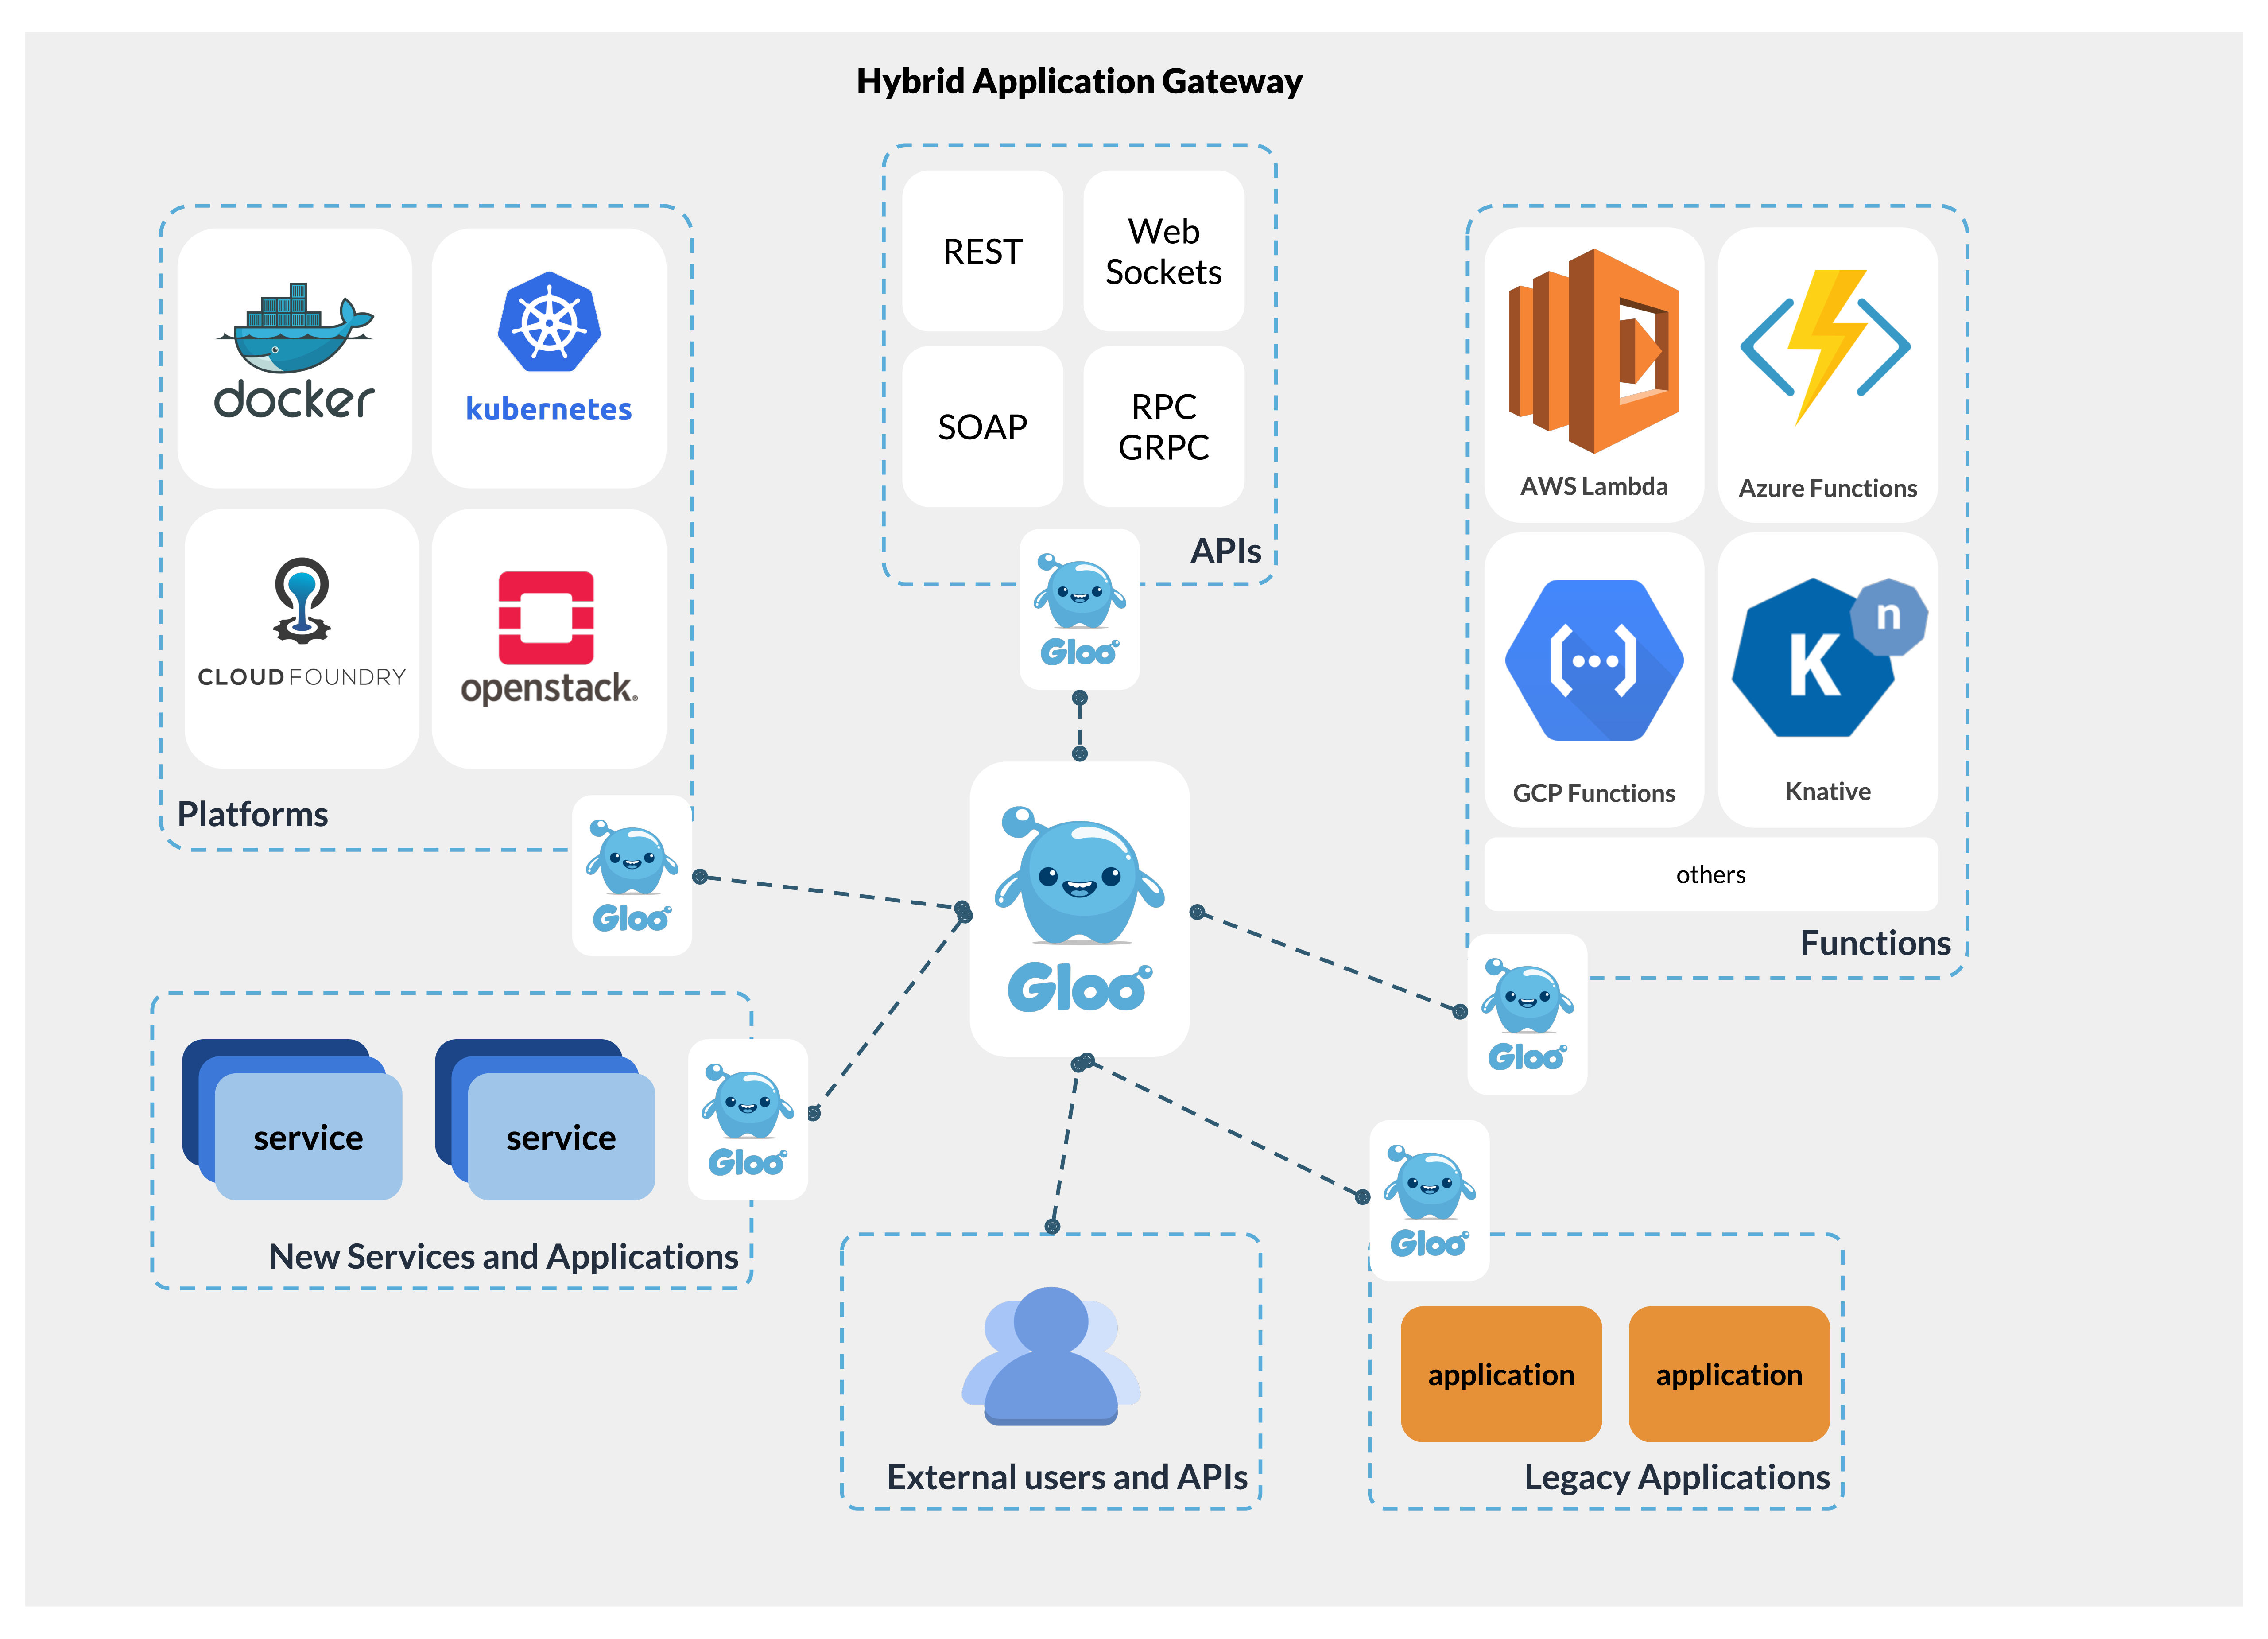 Hybrid Application Gateway
docker
kubernetes
CLOUDFOUNDRY
openstack.
Platforms
Gloo
REST
Web
Sockets
SOAP
RPC
GRPC
APIs
Gloo
AWS Lambda
Azure Functions
GCP Functions
K
n
Knative
others
Functions
Gloo
Gloo
service
service
Gloo
New Services and Applications
External users and APIs
Gloo
application
application
Legacy Applications